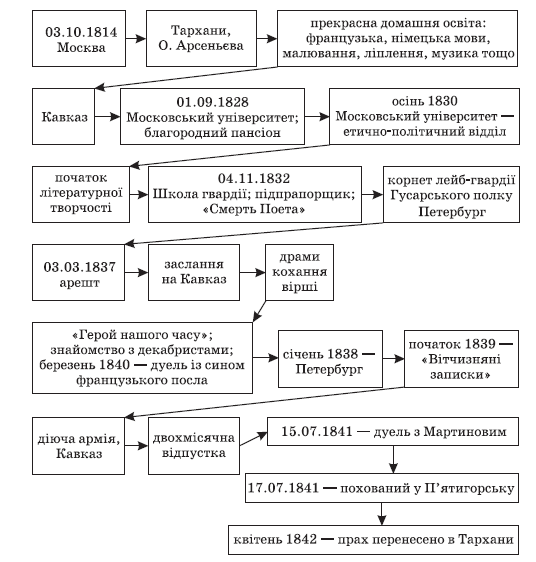 03.10.1814
Москва
Тархани,
О. Арсеньєва
прекрасна домашня освіта:
французька, німецька мови,
малювання, ліплення, музика тощо
Кавказ
01.09.1828
Московський університет;
благородний пансіон
осінь 1830
Московський університет —
етично-політичний відділ
початок
літературної
творчості
04.11.1832
Школа гвардії; підпрапорщик;
«Смерть Поета»
корнет лейб-гвардії
Гусарського полку
Петербург
03.03.1837
арешт
заслання
на Кавказ
драми
кохання
вірші
«Герой нашого часу»;
знайомство з декабристами;
березень 1840 — дуель із сином
французького посла
січень 1838 —
Петербург
початок 1839 —
«Вітчизняні
записки»
діюча армія,
Кавказ
двохмісячна
відпустка
15.07.1841 — дуель з Мартиновим
17.07.1841 — похований у П’ятигорську
квітень 1842 — прах перенесено в Тархани